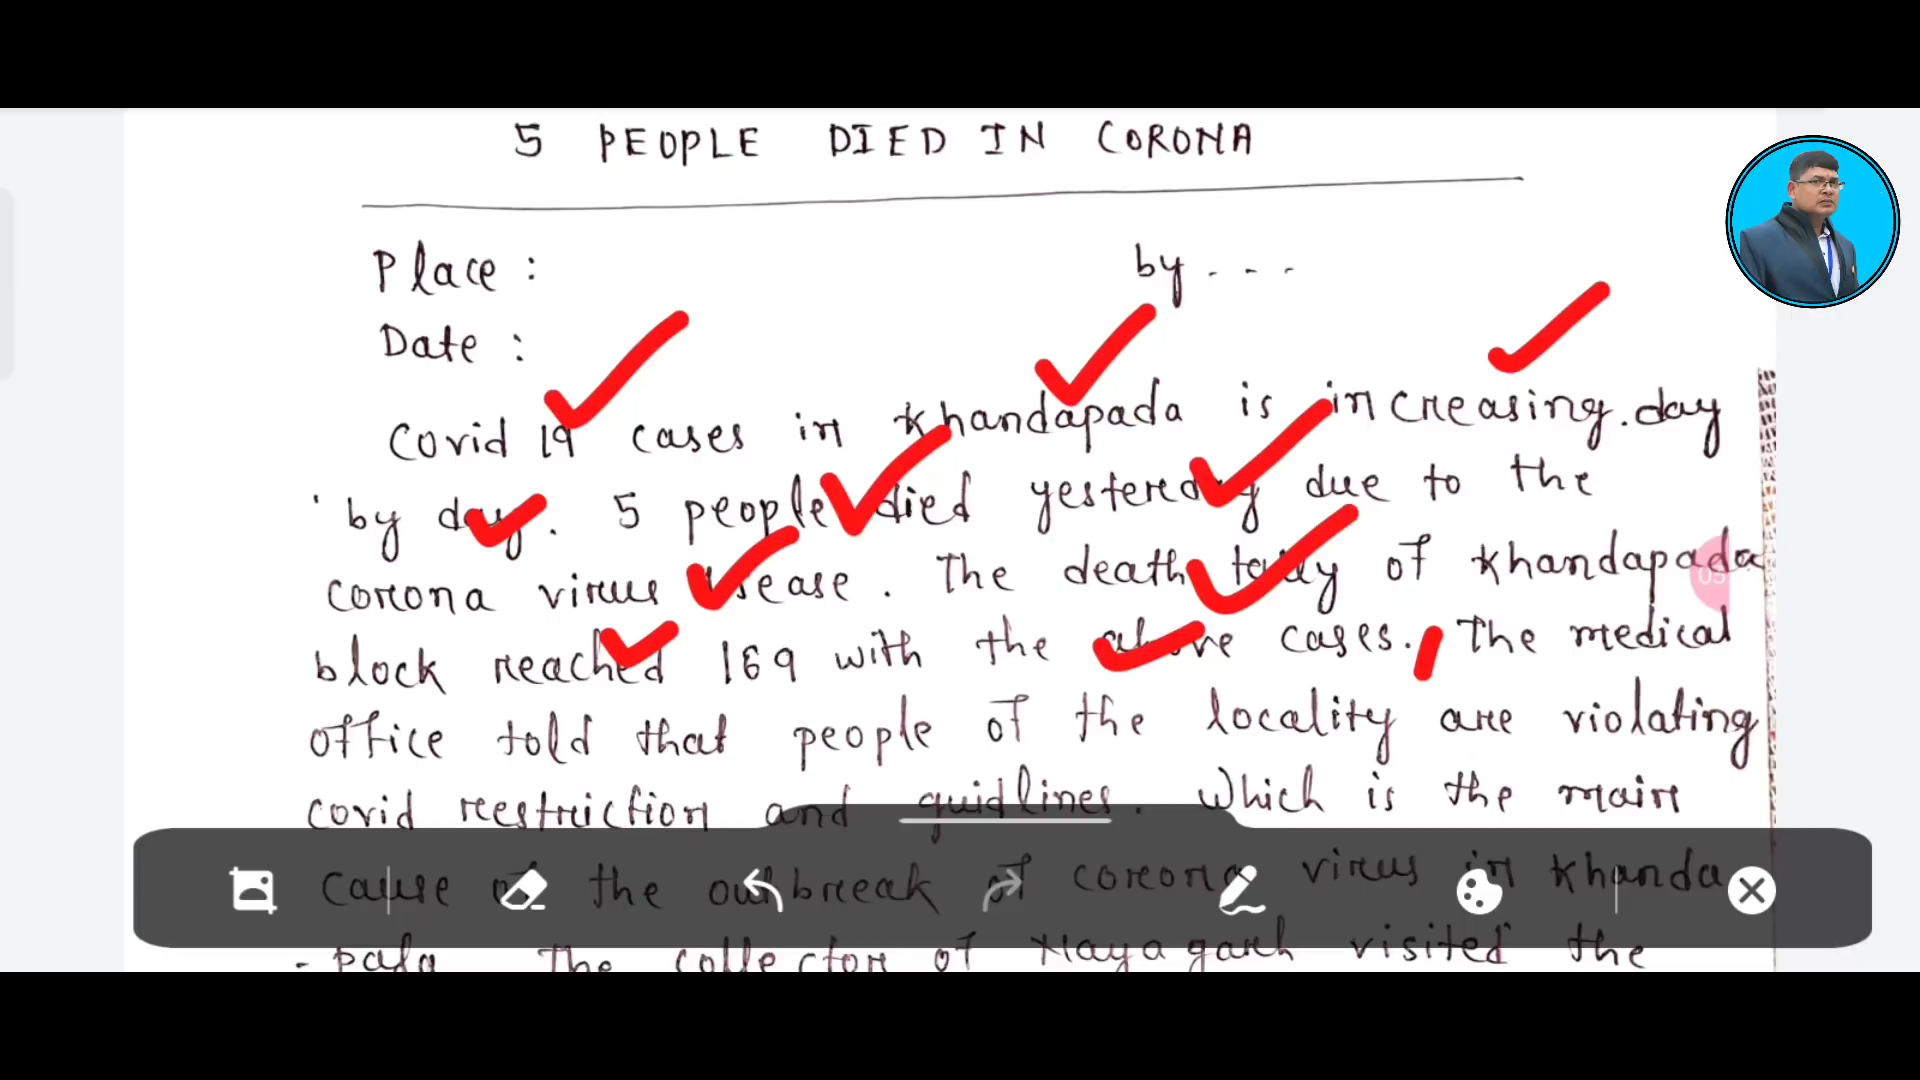 5 PEOPLE DIED IN CORONA
Place : by - - -
Date :
Covid 19 cases in Khandapada is increasing.day
by day. 5 people died yesterday due to the
corona virus disease. The death tally of Khandapada
block reached 169 with the above cases. The medical
office told that people of the locality are violating
covid restriction and guidlines. Which is the main
cause of the outbreak of corona virus in Khanda
-pada The collector of Nayagarh visited the